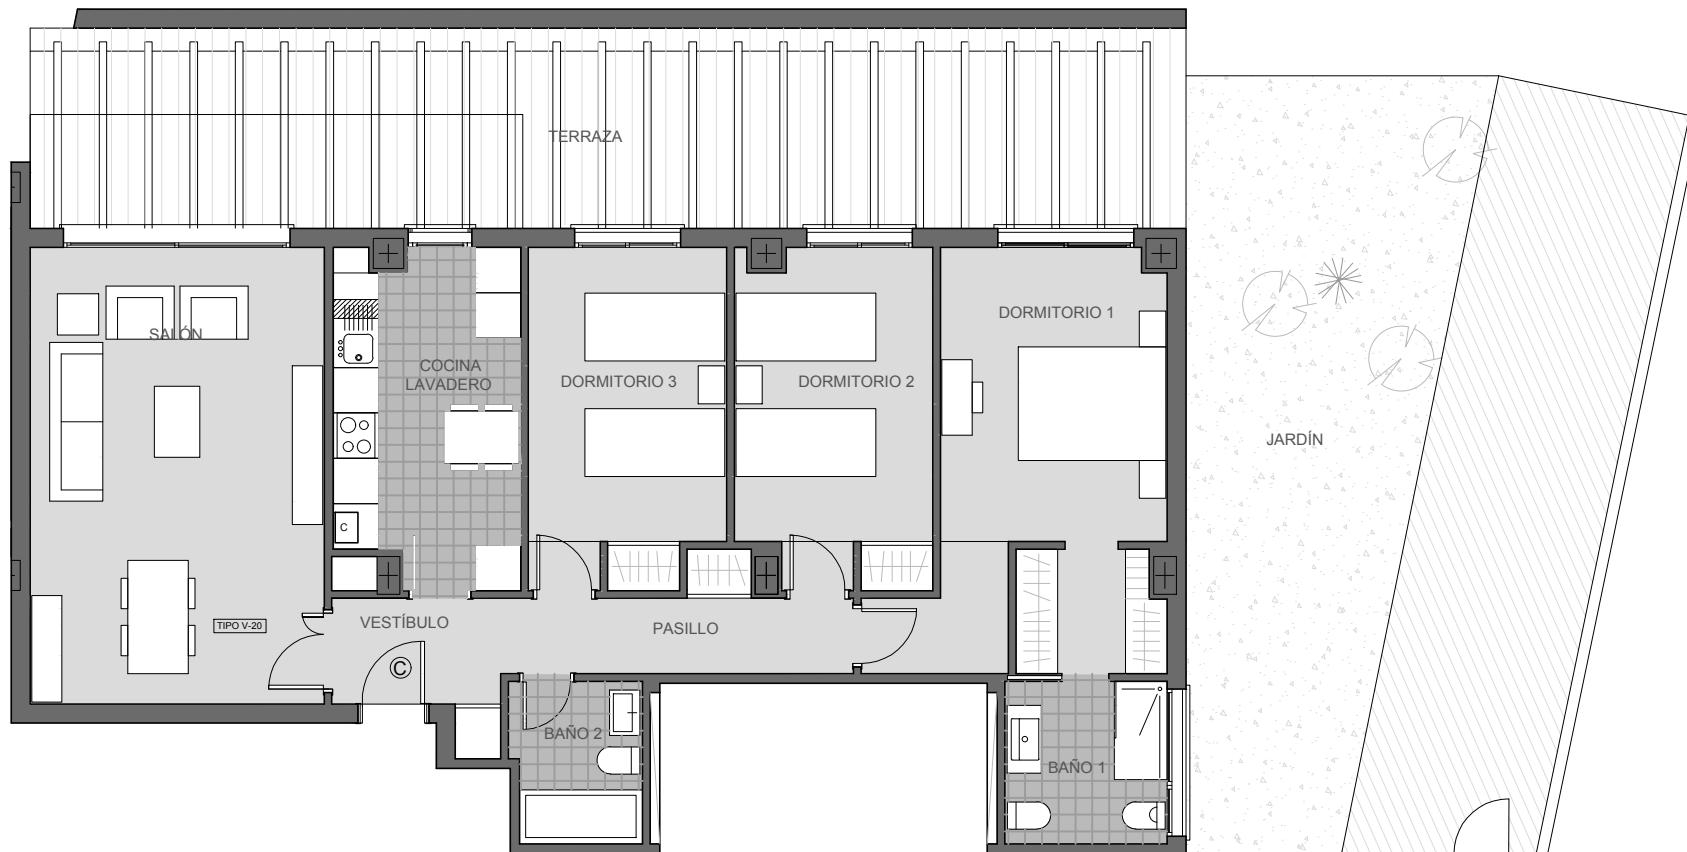 TERRAZA
SALÓN
DORMITORIO 1
COCINA
LAVADERO
DORMITORIO 3
DORMITORIO 2
JARDÍN
C
TIPO V-20
VESTÍBULO
PASILLO
C
BAÑO 2
BAÑO 1